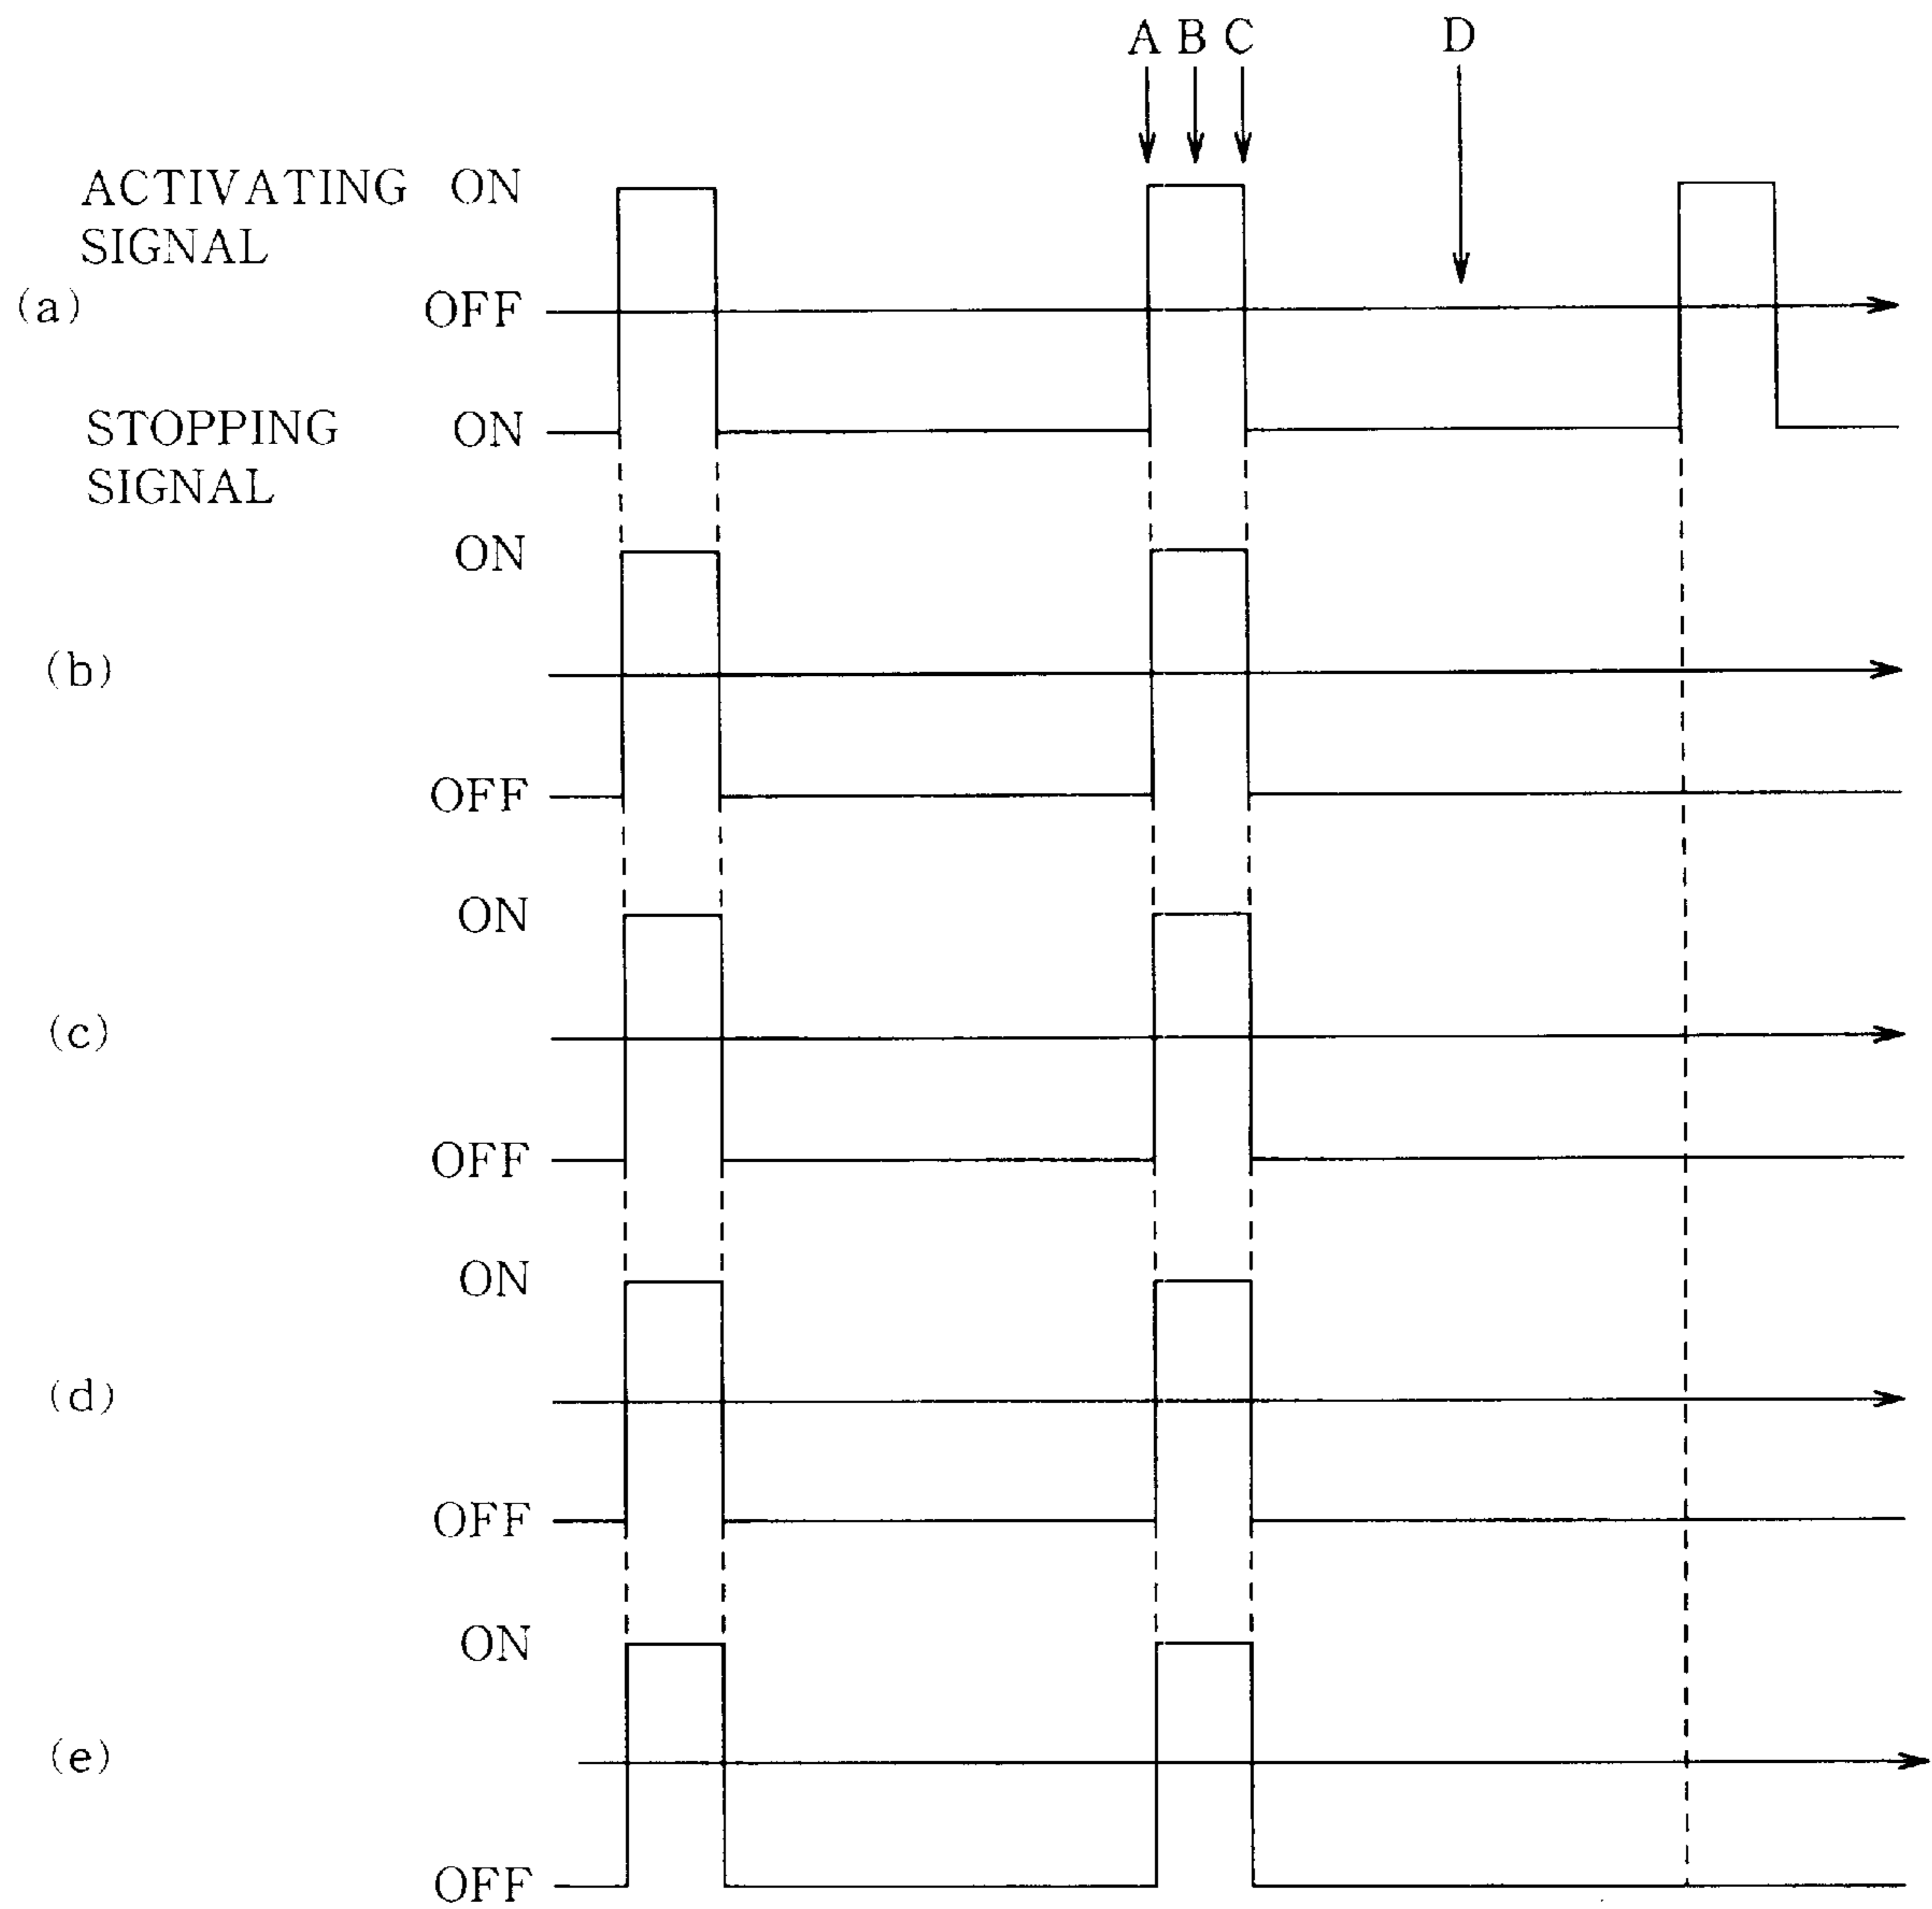 A B C D
ACTIVATING ON
SIGNAL
(a) OFF
STOPPING ON
SIGNAL
ON
(b)
OFF
ON
(c)
OFF
ON
(d)
OFF
ON
(e)
OFF